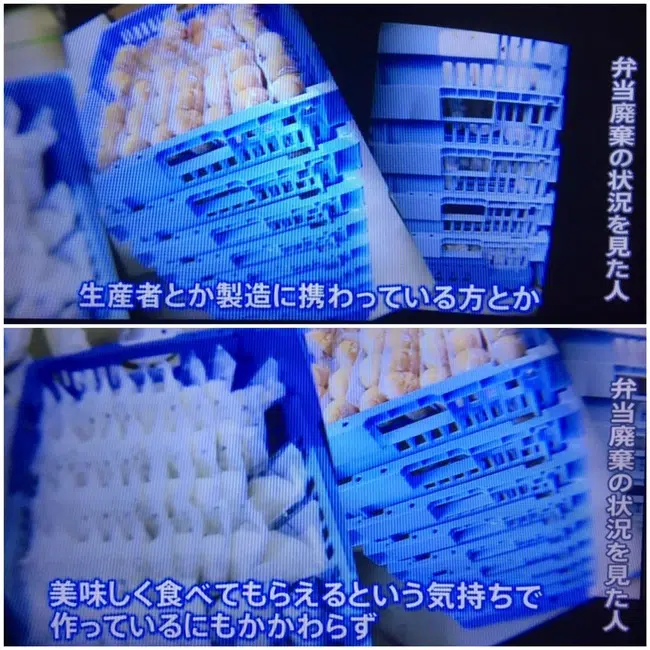 弁当廃棄の状況を見た人
生産者とか製造に携わっている方とか
弁当廃棄の状況を見た人
美味しく食べてもらえるという気持ちで
作っているにもかかわらず